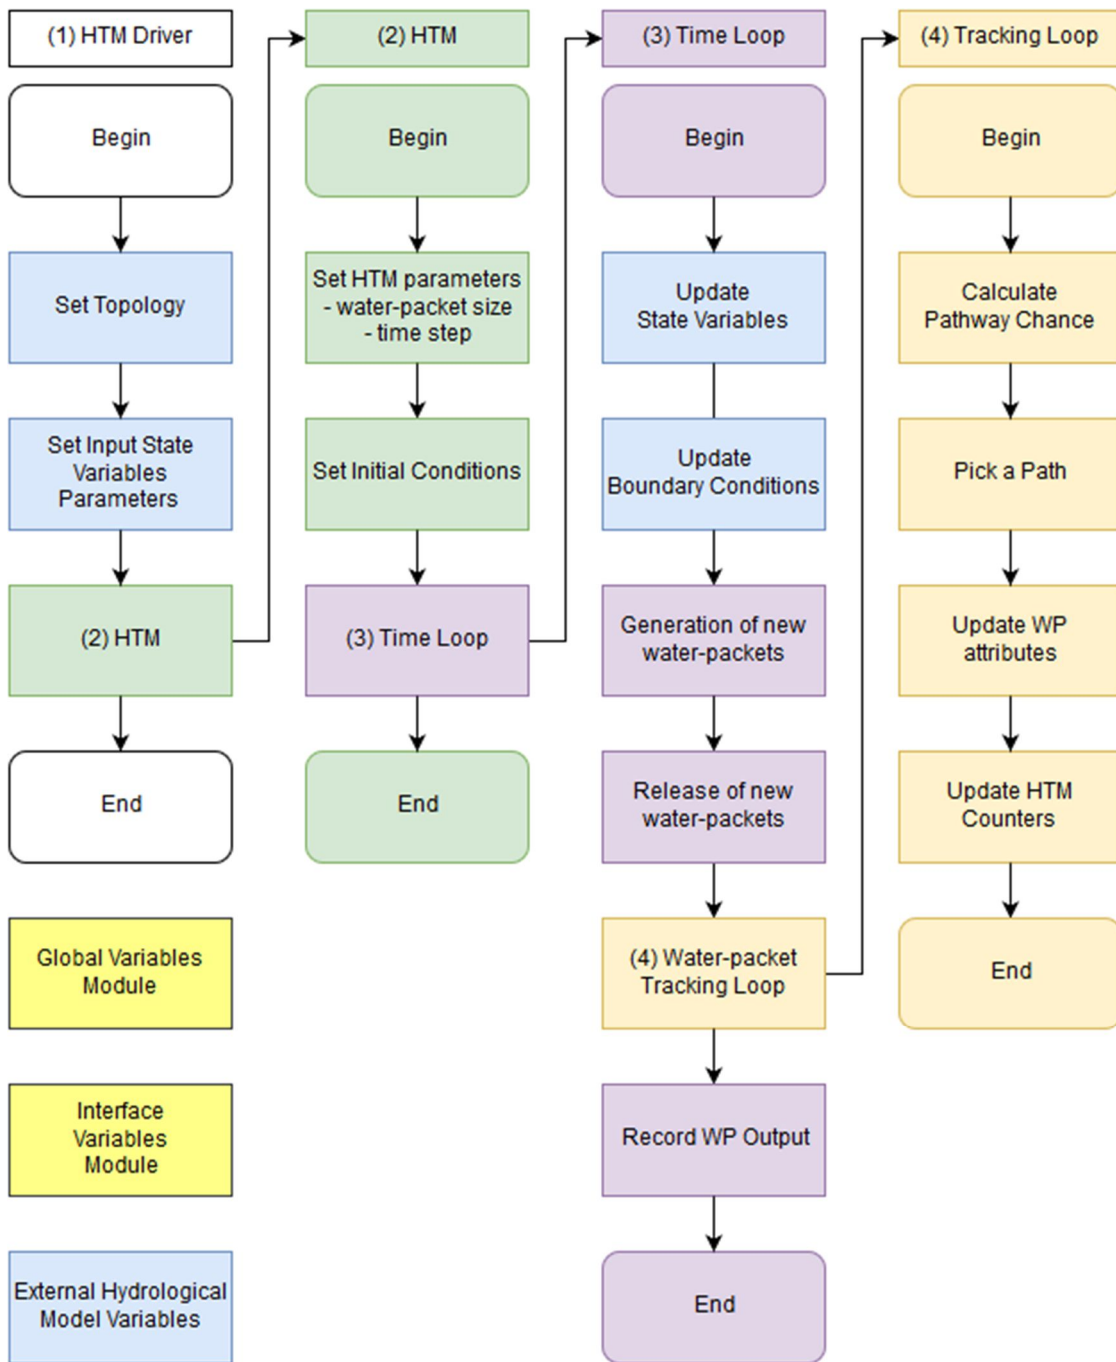 (1) HTM Driver
Begin
Set Topology
Set Input State
Variables
Parameters
(2) HTM
End
Global Variables
Module
Interface
Variables
Module
External Hydrological
Model Variables
(2) HTM
Begin
Set HTM parameters
- water-packet size
- time step
Set Initial Conditions
(3) Time Loop
End
(3) Time Loop
Begin
Update
State Variables
Update
Boundary Conditions
Generation of new
water-packets
Release of new
water-packets
(4) Water-packet
Tracking Loop
Record WP Output
End
(4) Tracking Loop
Begin
Calculate
Pathway Chance
Pick a Path
Update WP
attributes
Update HTM
Counters
End